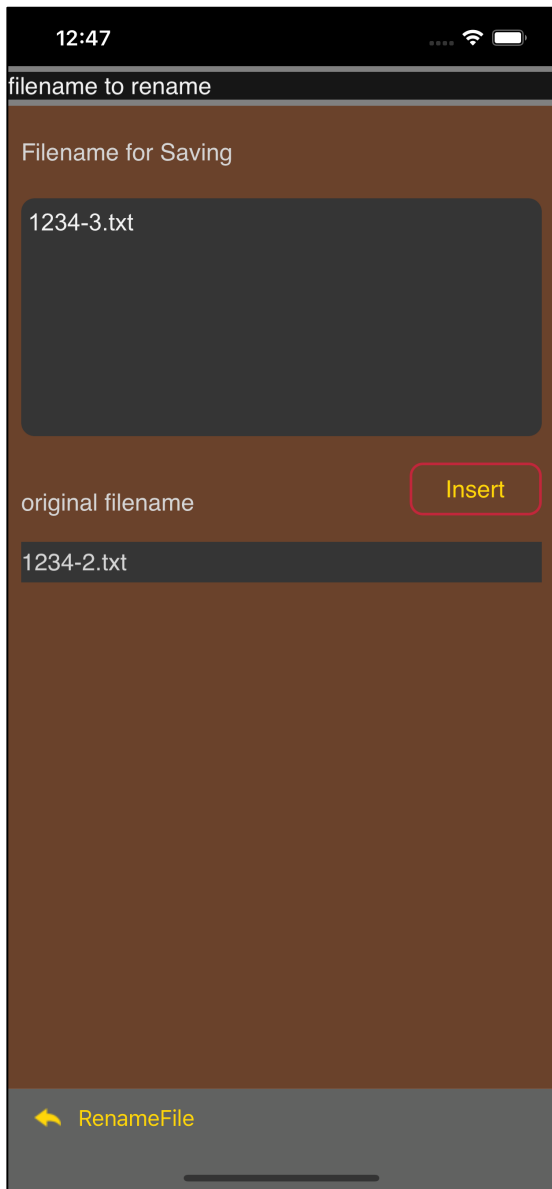 12:47
filename to rename
Filename for Saving
1234-3.txt
Insert
original filename
1234-2.txt
RenameFile